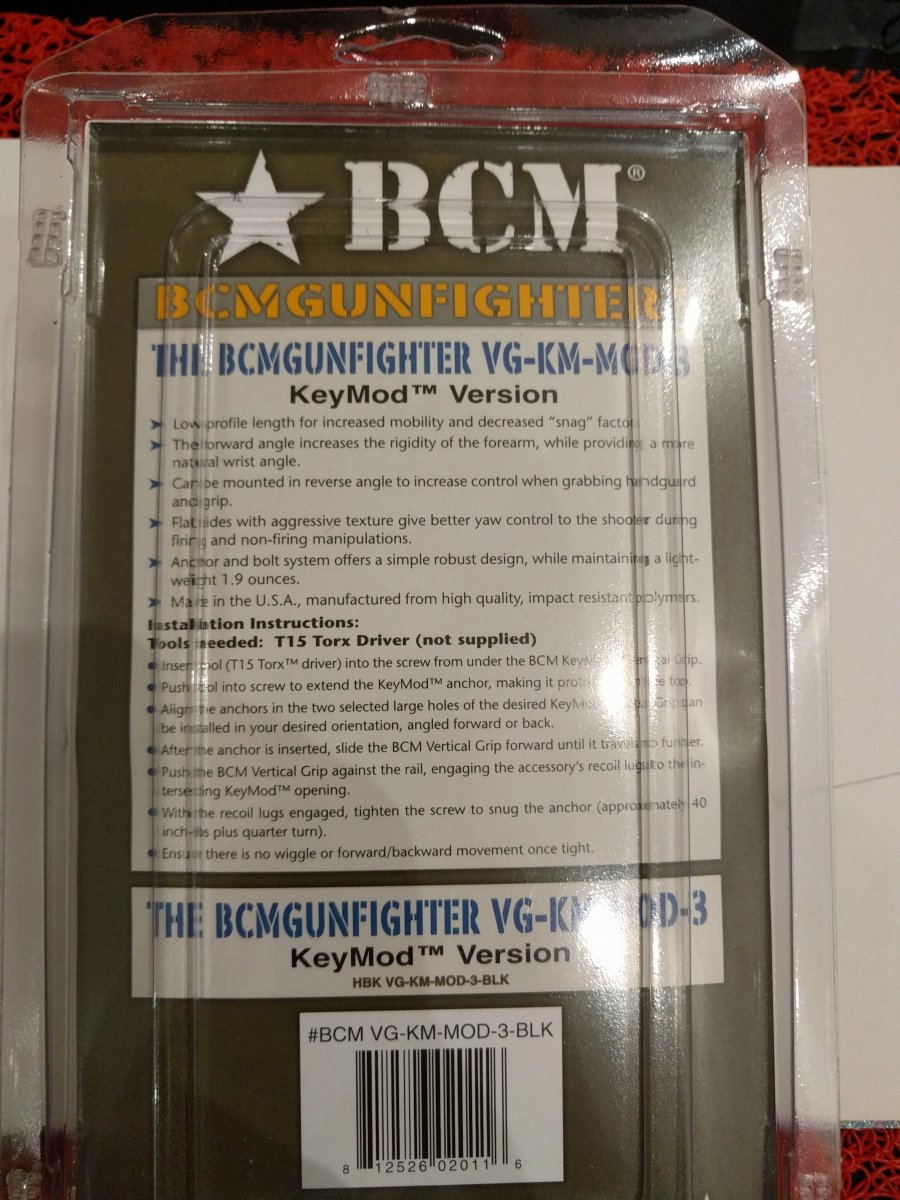 BCM®
BCMGUNFIGHTER
THE BCMGUNFIGHTER VG-KM-MOD-3
KeyMod™ Version
➤ Low profile length for increased mobility and decreased “snag” factor.
➤ The forward angle increases the rigidity of the forearm, while providing a more
natural wrist angle.
➤ Can be mounted in reverse angle to increase control when grabbing handguard
and grip.
➤ Flat sides with aggressive texture give better yaw control to the shooter during
firing and non-firing manipulations.
➤ Anchor and bolt system offers a simple robust design, while maintaining a light-
weight 1.9 ounces.
➤ Made in the U.S.A., manufactured from high quality, impact resistant polymers.
Installation Instructions:
Tools needed: T15 Torx Driver (not supplied)
• Insert tool (T15 Torx™ driver) into the screw from under the BCM KeyMod Vertical Grip.
• Push tool into screw to extend the KeyMod™ anchor, making it the top.
• Align the anchors in the two selected large holes of the desired Grip can
be installed in your desired orientation, angled forward or back.
• After the anchor is inserted, slide the BCM Vertical Grip forward until it travels no further.
• Push the BCM Vertical Grip against the rail, engaging the accessory’s recoil lugs to the in-
tersecting KeyMod™ opening.
• With the recoil lugs engaged, tighten the screw to snug the anchor (approximately 40
inch-lbs plus quarter turn).
• Ensure there is no wiggle or forward/backward movement once tight.
THE BCMGUNFIGHTER VG-KM-MOD-3
KeyMod™ Version
HBK VG-KM-MOD-3-BLK
#BCM VG-KM-MOD-3-BLK
8 12526 02011 6